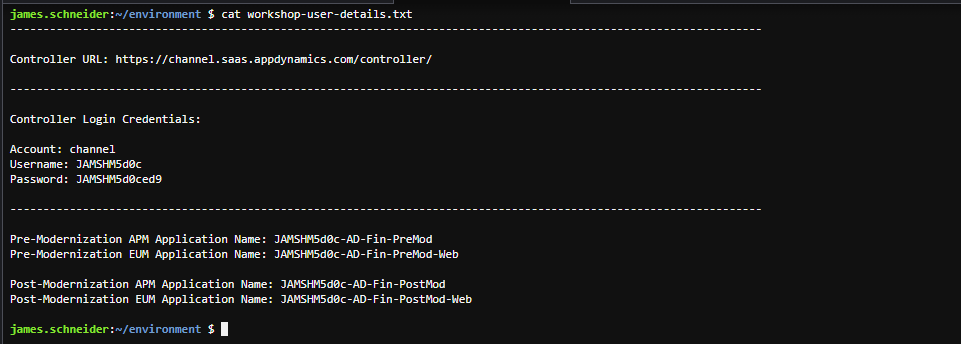 james.schneider:~/environment $ cat workshop-user-details.txt
------------------------------------------------------------------------------------------------------------------
Controller URL: https://channel.saas.appdynamics.com/controller/
------------------------------------------------------------------------------------------------------------------
Controller Login Credentials:
Account: channel
Username: JAMSHM5d0c
Password: JAMSHM5d0ced9
------------------------------------------------------------------------------------------------------------------
Pre-Modernization APM Application Name: JAMSHM5d0c-AD-Fin-PreMod
Pre-Modernization EUM Application Name: JAMSHM5d0c-AD-Fin-PreMod-Web
Post-Modernization APM Application Name: JAMSHM5d0c-AD-Fin-PostMod
Post-Modernization EUM Application Name: JAMSHM5d0c-AD-Fin-PostMod-Web
james.schneider:~/environment $